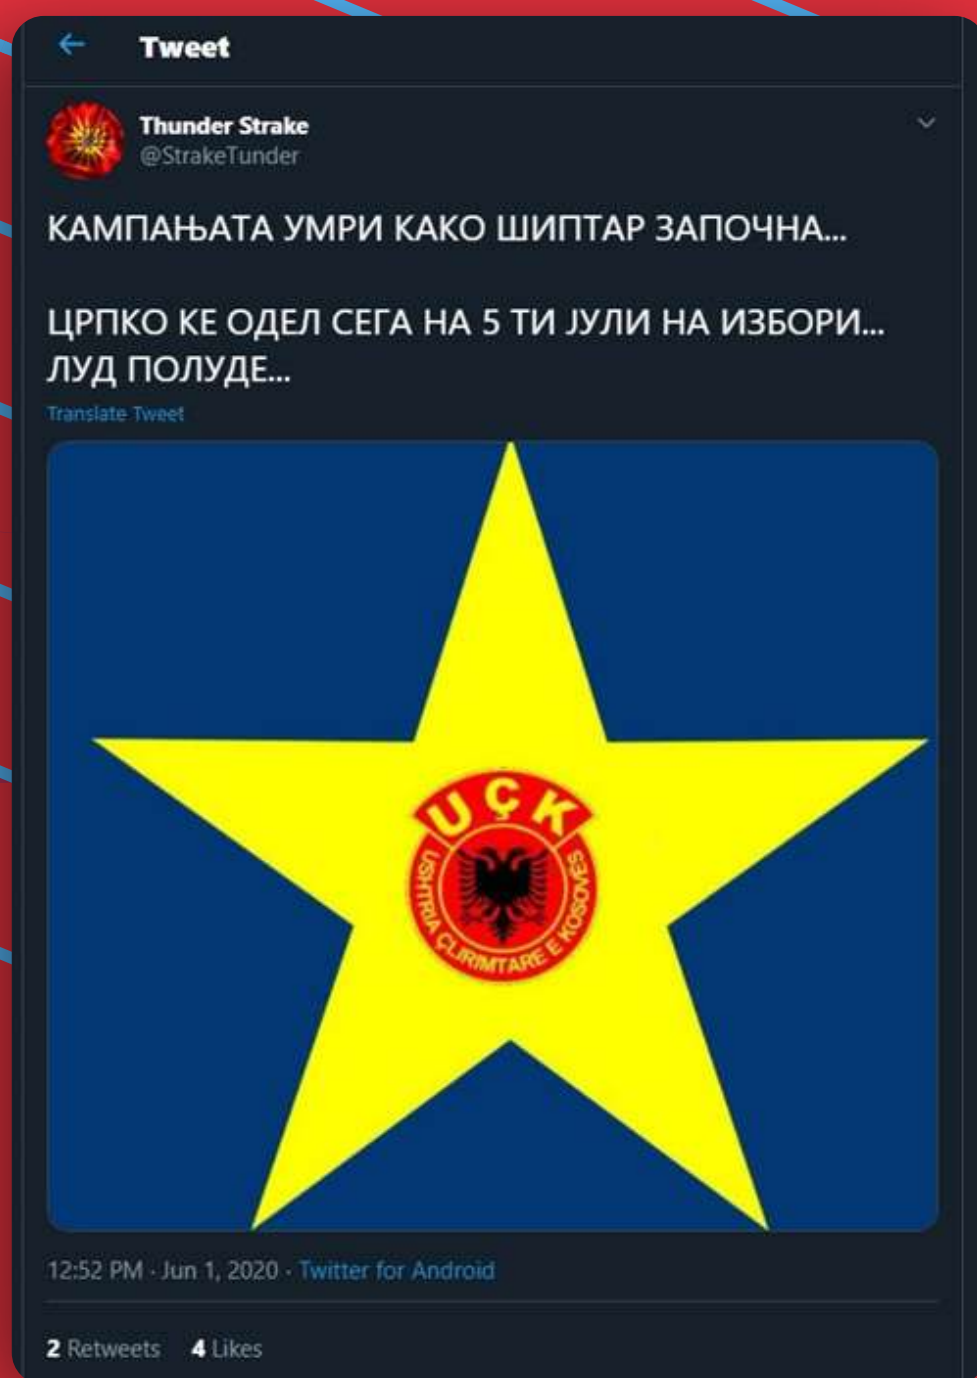 Tweet
Thunder Strake
@StrakeTunder
КАМПАЊАТА УМРИ КАКО ШИПТАР ЗАПОЧНА...
ЦРПКО КЕ ОДЕЛ СЕГА НА 5 ТИ ЈУЛИ НА ИЗБОРИ...
ЛУД ПОЛУДЕ...
Translate Tweet
UÇK
USHTRIA ÇLIRIMTARE E KOSOVËS
12:52 PM · Jun 1, 2020 · Twitter for Android
2 Retweets 4 Likes